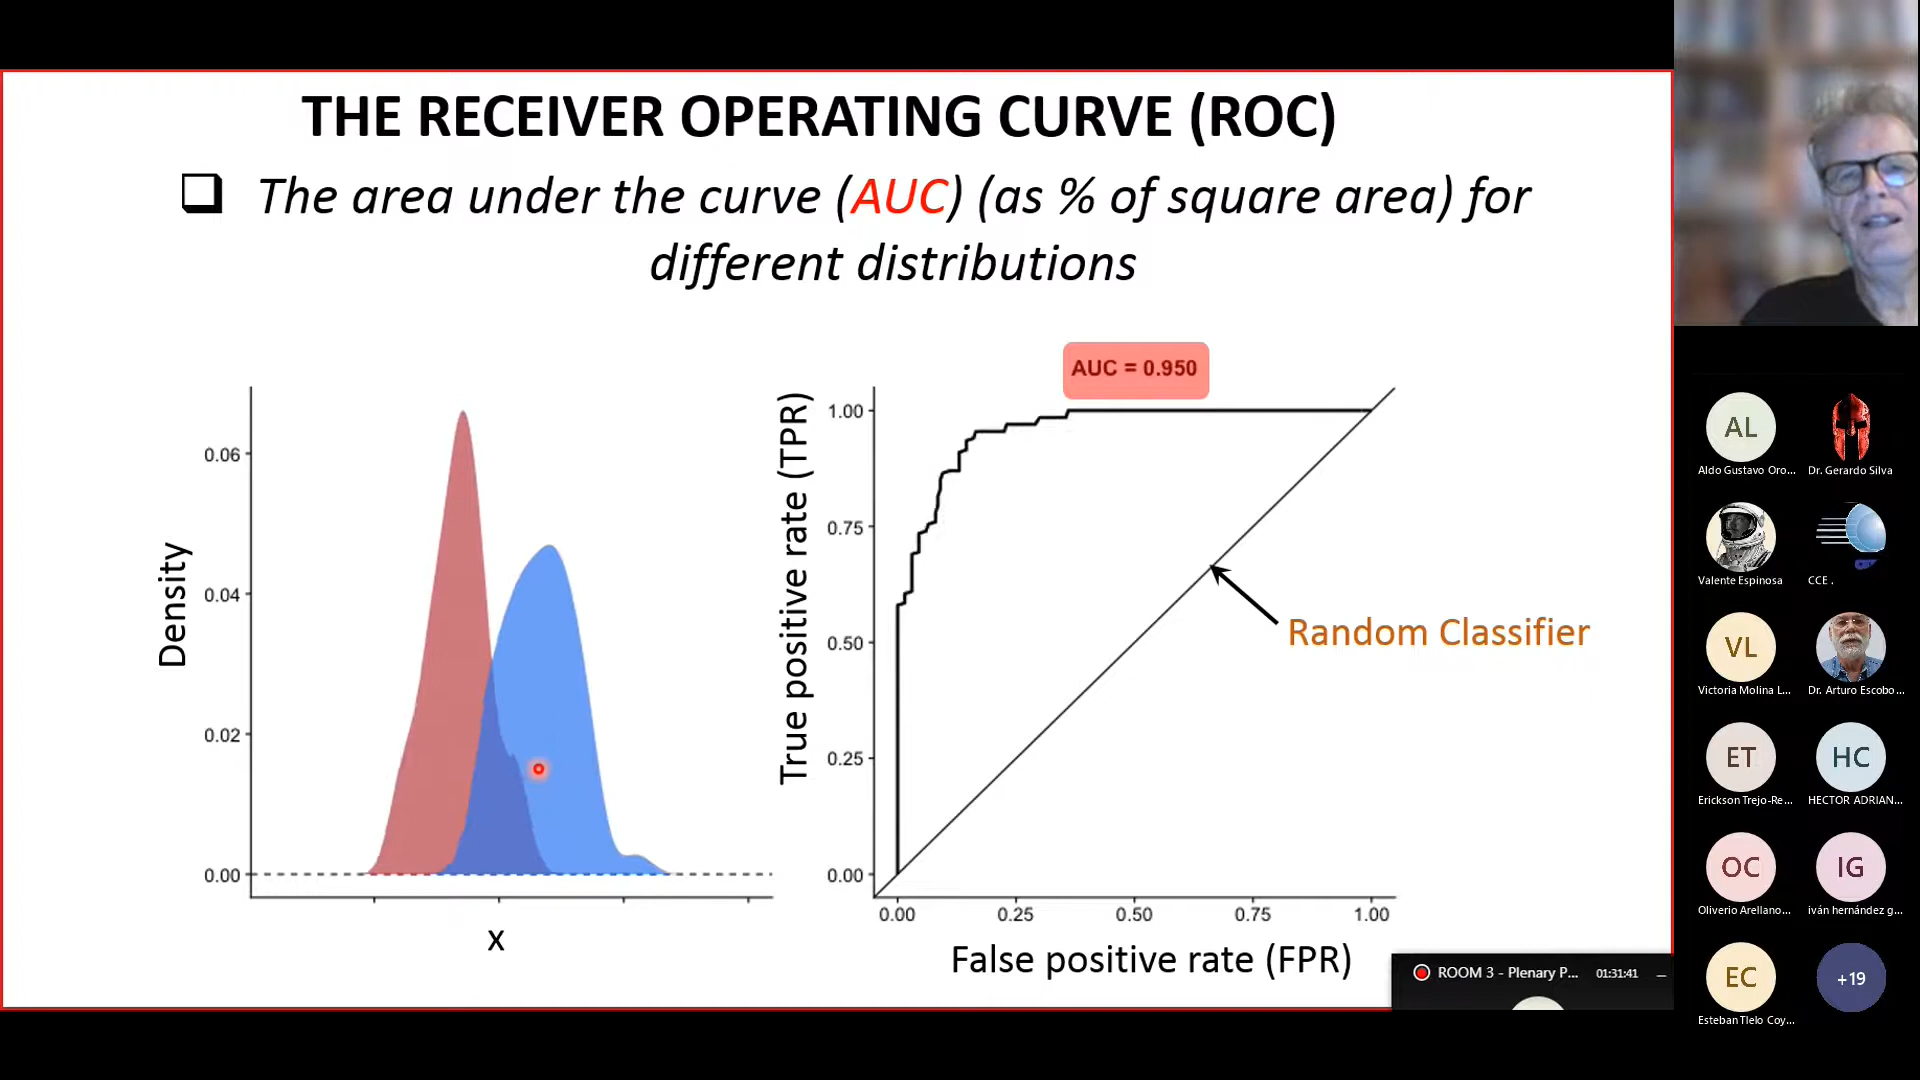 THE RECEIVER OPERATING CURVE (ROC)
❑ The area under the curve (AUC) (as % of square area) for
different distributions
Density
0.06
0.04
0.02
0.00
x
AUC = 0.950
True positive rate (TPR)
1.00
0.75
0.50
0.25
0.00
0.00 0.25 0.50 0.75 1.00
False positive rate (FPR)
Random Classifier
ROOM 3 - Plenary P... 01:31:41
AL
Aldo Gustavo Oro...
Dr. Gerardo Silva
Valente Espinosa
CCE .
VL
Victoria Molina L...
Dr. Arturo Escobo...
ET
Erickson Trejo-Re...
HC
HECTOR ADRIAN...
OC
Oliverio Arellano...
IG
iván hernández g...
EC
Esteban Tlelo Coy...
+19